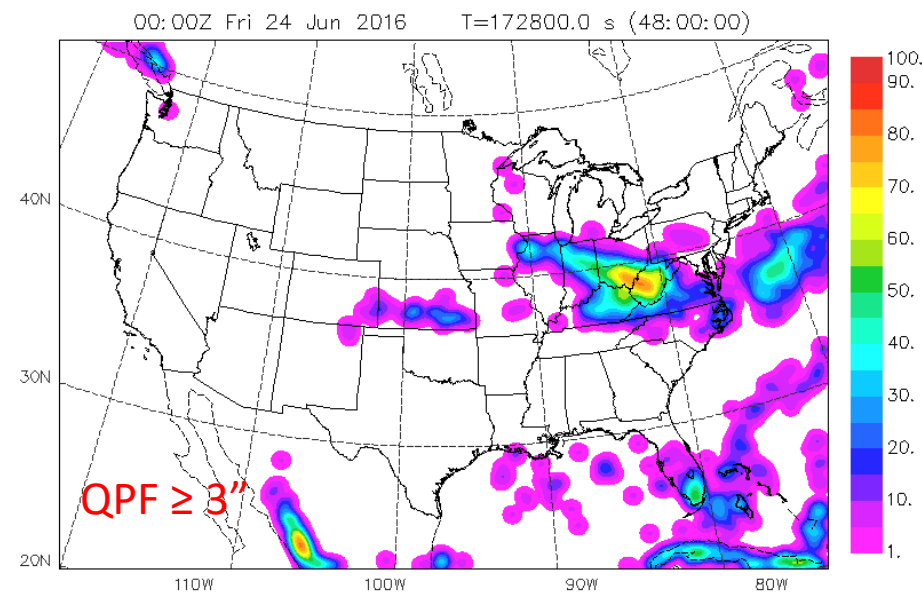 00:00Z Fri 24 Jun 2016 T=172800.0 s (48:00:00)
100.
90.
80.
70.
60.
50.
40.
30.
20.
10.
1.
40N
30N
20N
QPF ≥ 3”
110W 100W 90W 80W